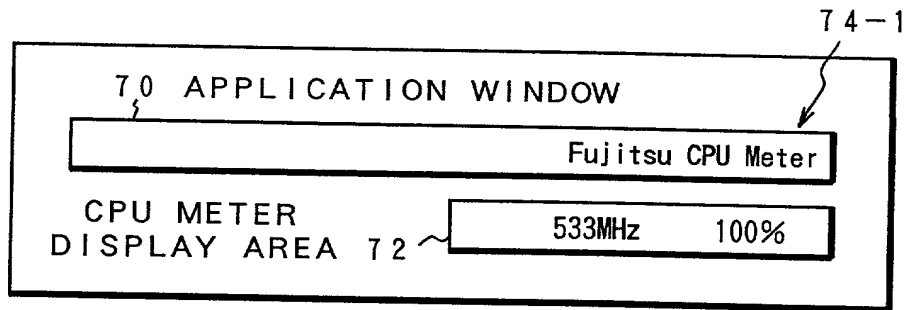 74-1
70 APPLICATION WINDOW
Fujitsu CPU Meter
CPU METER
DISPLAY AREA 72
533MHz 100%